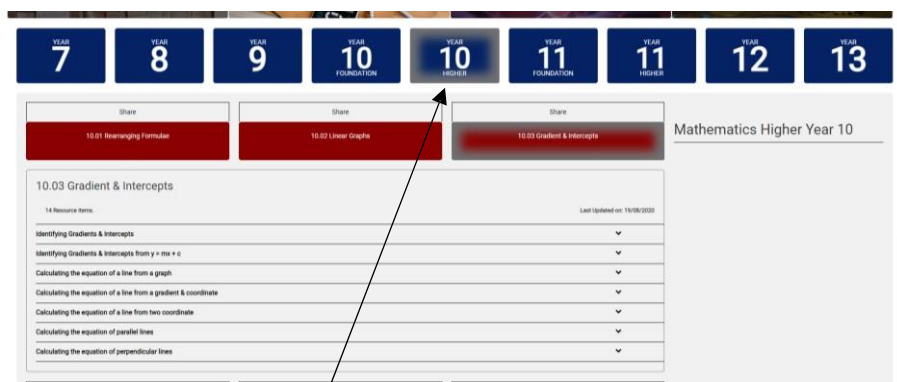 YEAR
7
YEAR
8
YEAR
9
YEAR
10
FOUNDATION
YEAR
10
HIGHER
YEAR
11
FOUNDATION
YEAR
11
HIGHER
YEAR
12
YEAR
13
Share
Share
Share
10.01 Rearranging Formulae
10.02 Linear Graphs
10.03 Gradient & Intercepts
Mathematics Higher Year 10
10.03 Gradient & Intercepts
14 Resource Items.
Last Updated on: 19/08/2020
Identifying Gradients & Intercepts
Identifying Gradients & Intercepts from y = mx + c
Calculating the equation of a line from a graph
Calculating the equation of a line from a gradient & coordinate
Calculating the equation of a line from two coordinate
Calculating the equation of parallel lines
Calculating the equation of perpendicular lines